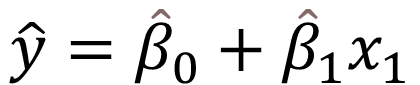 ŷ = β̂₀ + β̂₁x₁